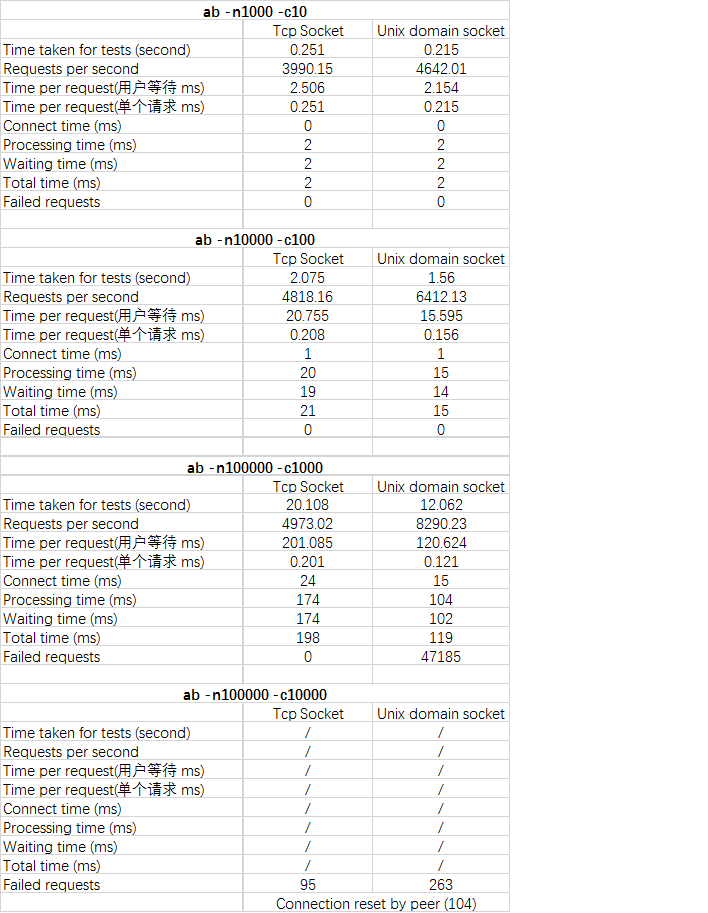 ab -n1000 -c10
Tcp Socket Unix domain socket
Time taken for tests (second) 0.251 0.215
Requests per second 3990.15 4642.01
Time per request(用户等待 ms) 2.506 2.154
Time per request(单个请求 ms) 0.251 0.215
Connect time (ms) 0 0
Processing time (ms) 2 2
Waiting time (ms) 2 2
Total time (ms) 2 2
Failed requests 0 0
ab -n10000 -c100
Tcp Socket Unix domain socket
Time taken for tests (second) 2.075 1.56
Requests per second 4818.16 6412.13
Time per request(用户等待 ms) 20.755 15.595
Time per request(单个请求 ms) 0.208 0.156
Connect time (ms) 1 1
Processing time (ms) 20 15
Waiting time (ms) 19 14
Total time (ms) 21 15
Failed requests 0 0
ab -n100000 -c1000
Tcp Socket Unix domain socket
Time taken for tests (second) 20.108 12.062
Requests per second 4973.02 8290.23
Time per request(用户等待 ms) 201.085 120.624
Time per request(单个请求 ms) 0.201 0.121
Connect time (ms) 24 15
Processing time (ms) 174 104
Waiting time (ms) 174 102
Total time (ms) 198 119
Failed requests 0 47185
ab -n100000 -c10000
Tcp Socket Unix domain socket
Time taken for tests (second) / /
Requests per second / /
Time per request(用户等待 ms) / /
Time per request(单个请求 ms) / /
Connect time (ms) / /
Processing time (ms) / /
Waiting time (ms) / /
Total time (ms) / /
Failed requests 95 263
Connection reset by peer (104)